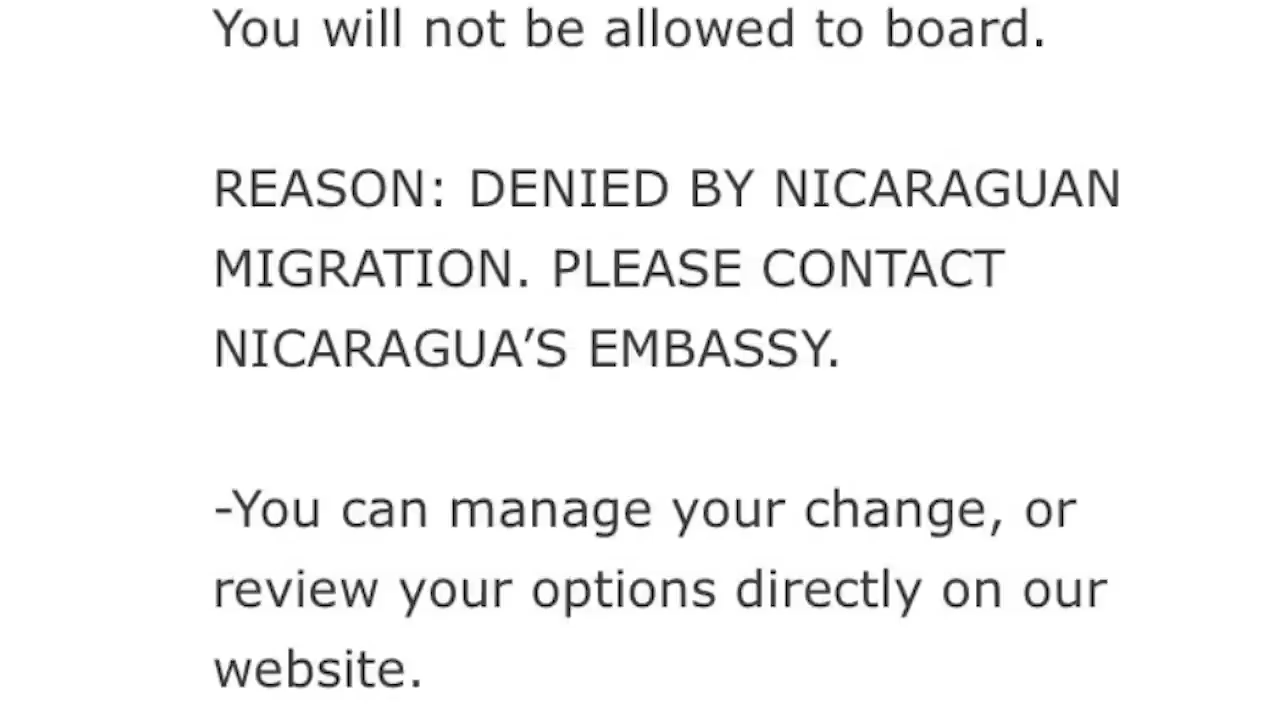 You will not be allowed to board.
REASON: DENIED BY NICARAGUAN
MIGRATION. PLEASE CONTACT
NICARAGUA’S EMBASSY.
-You can manage your change, or
review your options directly on our
website.